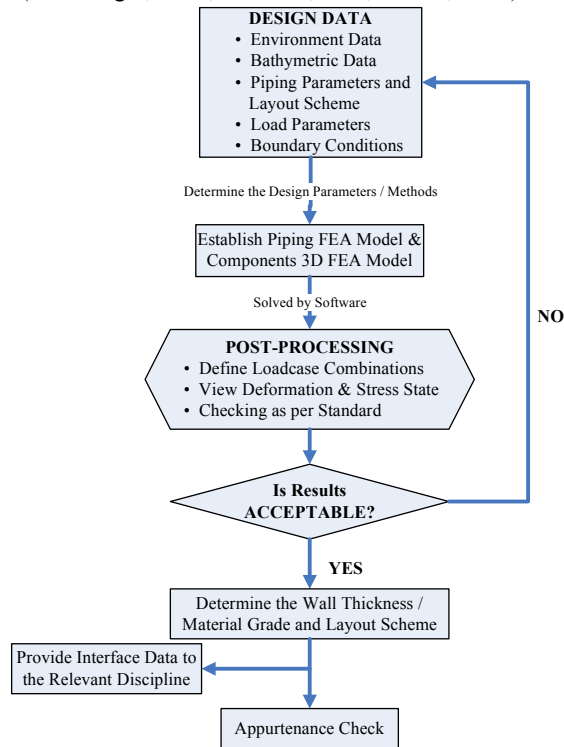 DESIGN DATA
• Environment Data
• Bathymetric Data
• Piping Parameters and
Layout Scheme
• Load Parameters
• Boundary Conditions
Determine the Design Parameters / Methods
Establish Piping FEA Model &
Components 3D FEA Model
Solved by Software
NO
POST-PROCESSING
• Define Loadcase Combinations
• View Deformation & Stress State
• Checking as per Standard
Is Results
ACCEPTABLE?
YES
Determine the Wall Thickness /
Material Grade and Layout Scheme
Provide Interface Data to
the Relevant Discipline
Appurtenance Check